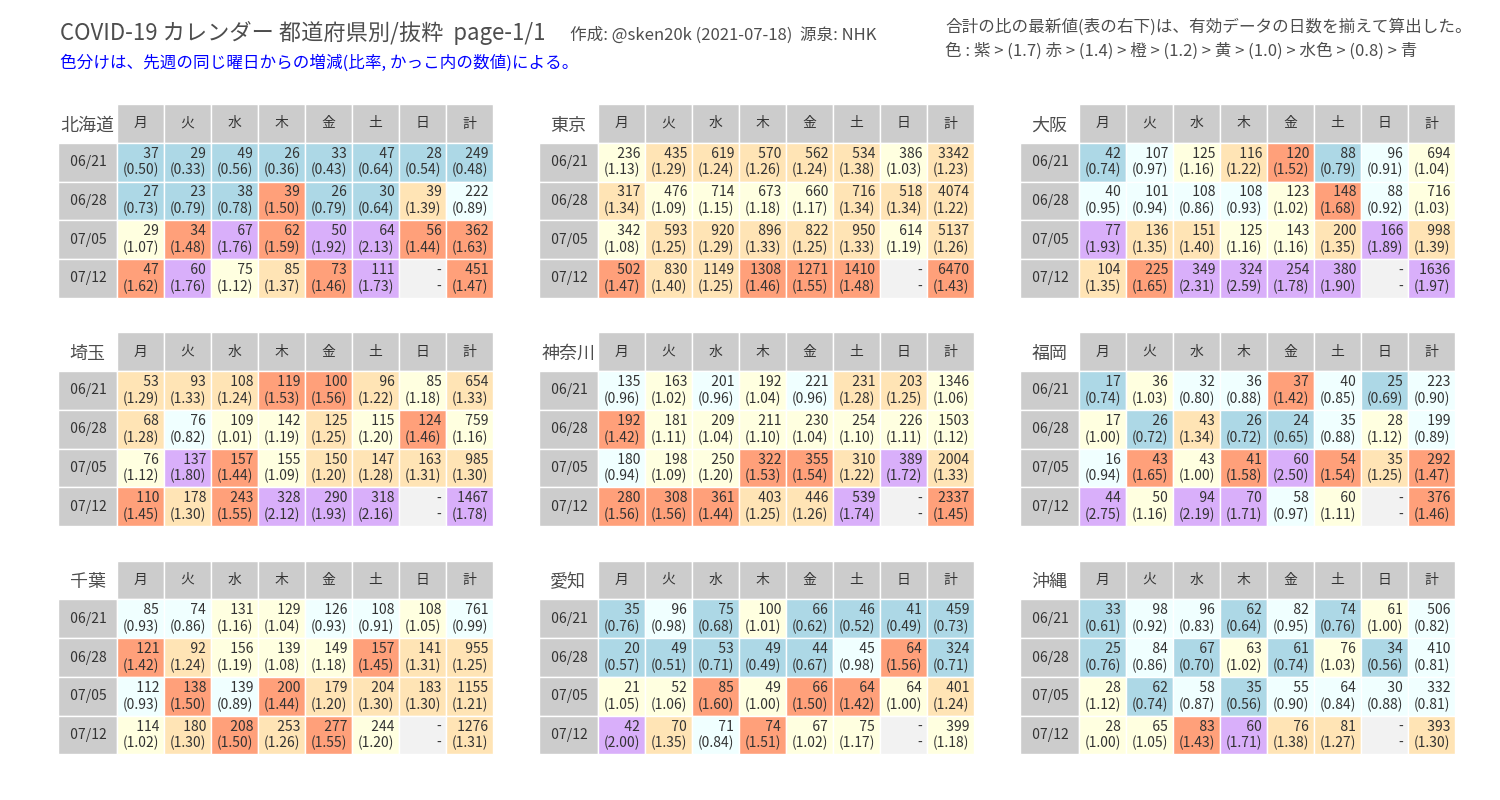 COVID-19 カレンダー 都道府県別/抜粋 page-1/1 作成: @sken20k (2021-07-18) 源泉: NHK
合計の比の最新値(表の右下)は、有効データの日数を揃えて算出した。
色分けは、先週の同じ曜日からの増減(比率, かっこ内の数値)による。
色 : 紫 > (1.7) 赤 > (1.4) 橙 > (1.2) 黄 > (1.0) > 水色 > (0.8) > 青
北海道 月 火 水 木 金 土 日 計
06/21 37 29 49 26 33 47 28 249
(0.50) (0.33) (0.56) (0.36) (0.43) (0.64) (0.54) (0.48)
06/28 27 23 38 39 26 30 39 222
(0.73) (0.79) (0.78) (1.50) (0.79) (0.64) (1.39) (0.89)
07/05 29 34 67 62 50 64 56 362
(1.07) (1.48) (1.76) (1.59) (1.92) (2.13) (1.44) (1.63)
07/12 47 60 75 85 73 111 - 451
(1.62) (1.76) (1.12) (1.37) (1.46) (1.73) - (1.47)
東京 月 火 水 木 金 土 日 計
06/21 236 435 619 570 562 534 386 3342
(1.13) (1.29) (1.24) (1.26) (1.24) (1.38) (1.03) (1.23)
06/28 317 476 714 673 660 716 518 4074
(1.34) (1.09) (1.15) (1.18) (1.17) (1.34) (1.34) (1.22)
07/05 342 593 920 896 822 950 614 5137
(1.08) (1.25) (1.29) (1.33) (1.25) (1.33) (1.19) (1.26)
07/12 502 830 1149 1308 1271 1410 - 6470
(1.47) (1.40) (1.25) (1.46) (1.55) (1.48) - (1.43)
大阪 月 火 水 木 金 土 日 計
06/21 42 107 125 116 120 88 96 694
(0.74) (0.97) (1.16) (1.22) (1.52) (0.79) (0.91) (1.04)
06/28 40 101 108 108 123 148 88 716
(0.95) (0.94) (0.86) (0.93) (1.02) (1.68) (0.92) (1.03)
07/05 77 136 151 125 143 200 166 998
(1.93) (1.35) (1.40) (1.16) (1.16) (1.35) (1.89) (1.39)
07/12 104 225 349 324 254 380 - 1636
(1.35) (1.65) (2.31) (2.59) (1.78) (1.90) - (1.97)
埼玉 月 火 水 木 金 土 日 計
06/21 53 93 108 119 100 96 85 654
(1.29) (1.33) (1.24) (1.53) (1.56) (1.22) (1.18) (1.33)
06/28 68 76 109 142 125 115 124 759
(1.28) (0.82) (1.01) (1.19) (1.25) (1.20) (1.46) (1.16)
07/05 76 137 157 155 150 147 163 985
(1.12) (1.80) (1.44) (1.09) (1.20) (1.28) (1.31) (1.30)
07/12 110 178 243 328 290 318 - 1467
(1.45) (1.30) (1.55) (2.12) (1.93) (2.16) - (1.78)
神奈川 月 火 水 木 金 土 日 計
06/21 135 163 201 192 221 231 203 1346
(0.96) (1.02) (0.96) (1.04) (0.96) (1.28) (1.25) (1.06)
06/28 192 181 209 211 230 254 226 1503
(1.42) (1.11) (1.04) (1.10) (1.04) (1.10) (1.11) (1.12)
07/05 180 198 250 322 355 310 389 2004
(0.94) (1.09) (1.20) (1.53) (1.54) (1.22) (1.72) (1.33)
07/12 280 308 361 403 446 539 - 2337
(1.56) (1.56) (1.44) (1.25) (1.26) (1.74) - (1.45)
福岡 月 火 水 木 金 土 日 計
06/21 17 36 32 36 37 40 25 223
(0.74) (1.03) (0.80) (0.88) (1.42) (0.85) (0.69) (0.90)
06/28 17 26 43 26 24 35 28 199
(1.00) (0.72) (1.34) (0.72) (0.65) (0.88) (1.12) (0.89)
07/05 16 43 43 41 60 54 35 292
(0.94) (1.65) (1.00) (1.58) (2.50) (1.54) (1.25) (1.47)
07/12 44 50 94 70 58 60 - 376
(2.75) (1.16) (2.19) (1.71) (0.97) (1.11) - (1.46)
千葉 月 火 水 木 金 土 日 計
06/21 85 74 131 129 126 108 108 761
(0.93) (0.86) (1.16) (1.04) (0.93) (0.91) (1.05) (0.99)
06/28 121 92 156 139 149 157 141 955
(1.42) (1.24) (1.19) (1.08) (1.18) (1.45) (1.31) (1.25)
07/05 112 138 139 200 179 204 183 1155
(0.93) (1.50) (0.89) (1.44) (1.20) (1.30) (1.30) (1.21)
07/12 114 180 208 253 277 244 - 1276
(1.02) (1.30) (1.50) (1.26) (1.55) (1.20) - (1.31)
愛知 月 火 水 木 金 土 日 計
06/21 35 96 75 100 66 46 41 459
(0.76) (0.98) (0.68) (1.01) (0.62) (0.52) (0.49) (0.73)
06/28 20 49 53 49 44 45 64 324
(0.57) (0.51) (0.71) (0.49) (0.67) (0.98) (1.56) (0.71)
07/05 21 52 85 49 66 64 64 401
(1.05) (1.06) (1.60) (1.00) (1.50) (1.42) (1.00) (1.24)
07/12 42 70 71 74 67 75 - 399
(2.00) (1.35) (0.84) (1.51) (1.02) (1.17) - (1.18)
沖縄 月 火 水 木 金 土 日 計
06/21 33 98 96 62 82 74 61 506
(0.61) (0.92) (0.83) (0.64) (0.95) (0.76) (1.00) (0.82)
06/28 25 84 67 63 61 76 34 410
(0.76) (0.86) (0.70) (1.02) (0.74) (1.03) (0.56) (0.81)
07/05 28 62 58 35 55 64 30 332
(1.12) (0.74) (0.87) (0.56) (0.90) (0.84) (0.88) (0.81)
07/12 28 65 83 60 76 81 - 393
(1.00) (1.05) (1.43) (1.71) (1.38) (1.27) - (1.30)